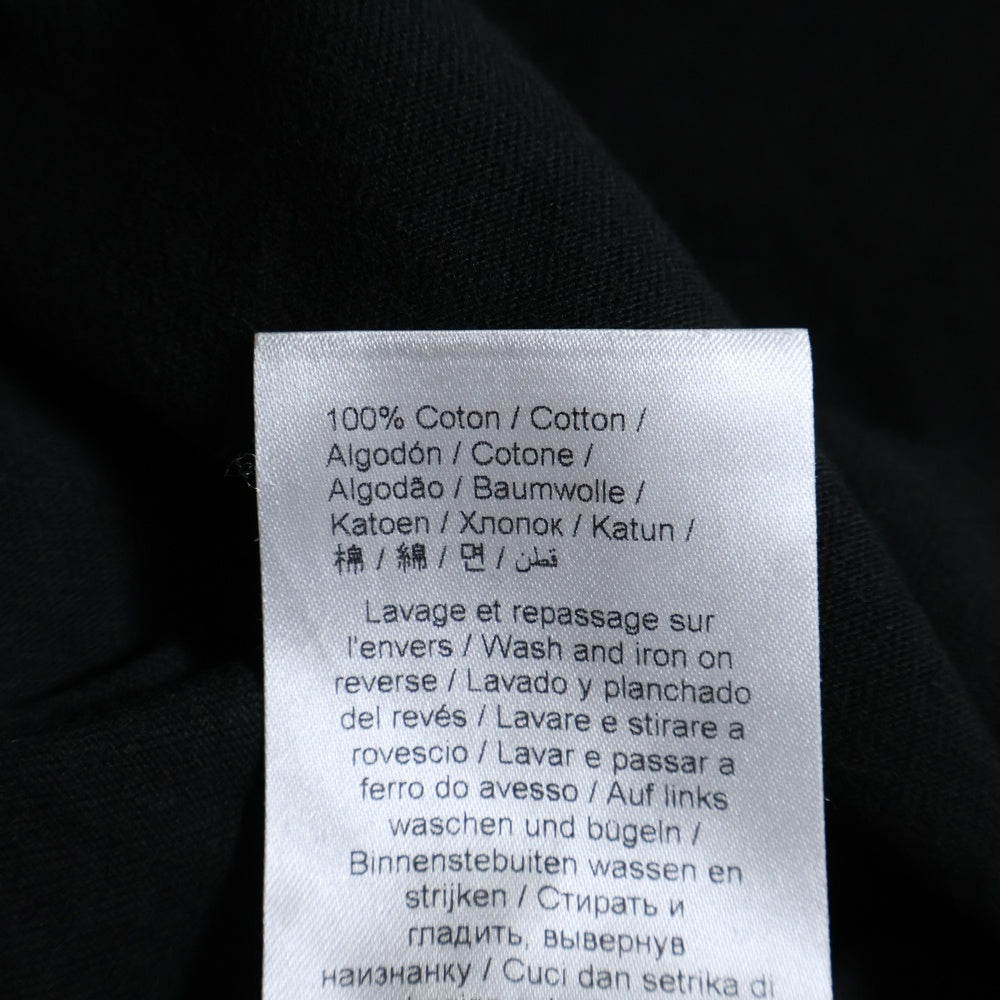 100% Coton / Cotton /
Algodón / Cotone /
Algodão / Baumwolle /
Katoen / Хлопок / Katun /
棉 / 綿 / 면 / قطن
Lavage et repassage sur
l'envers / Wash and iron on
reverse / Lavado y planchado
del revés / Lavare e stirare a
rovescio / Lavar e passar a
ferro do avesso / Auf links
waschen und bügeln /
Binnenstebuiten wassen en
strijken / Стирать и
гладить, вывернув
наизнанку / Cuci dan setrika di